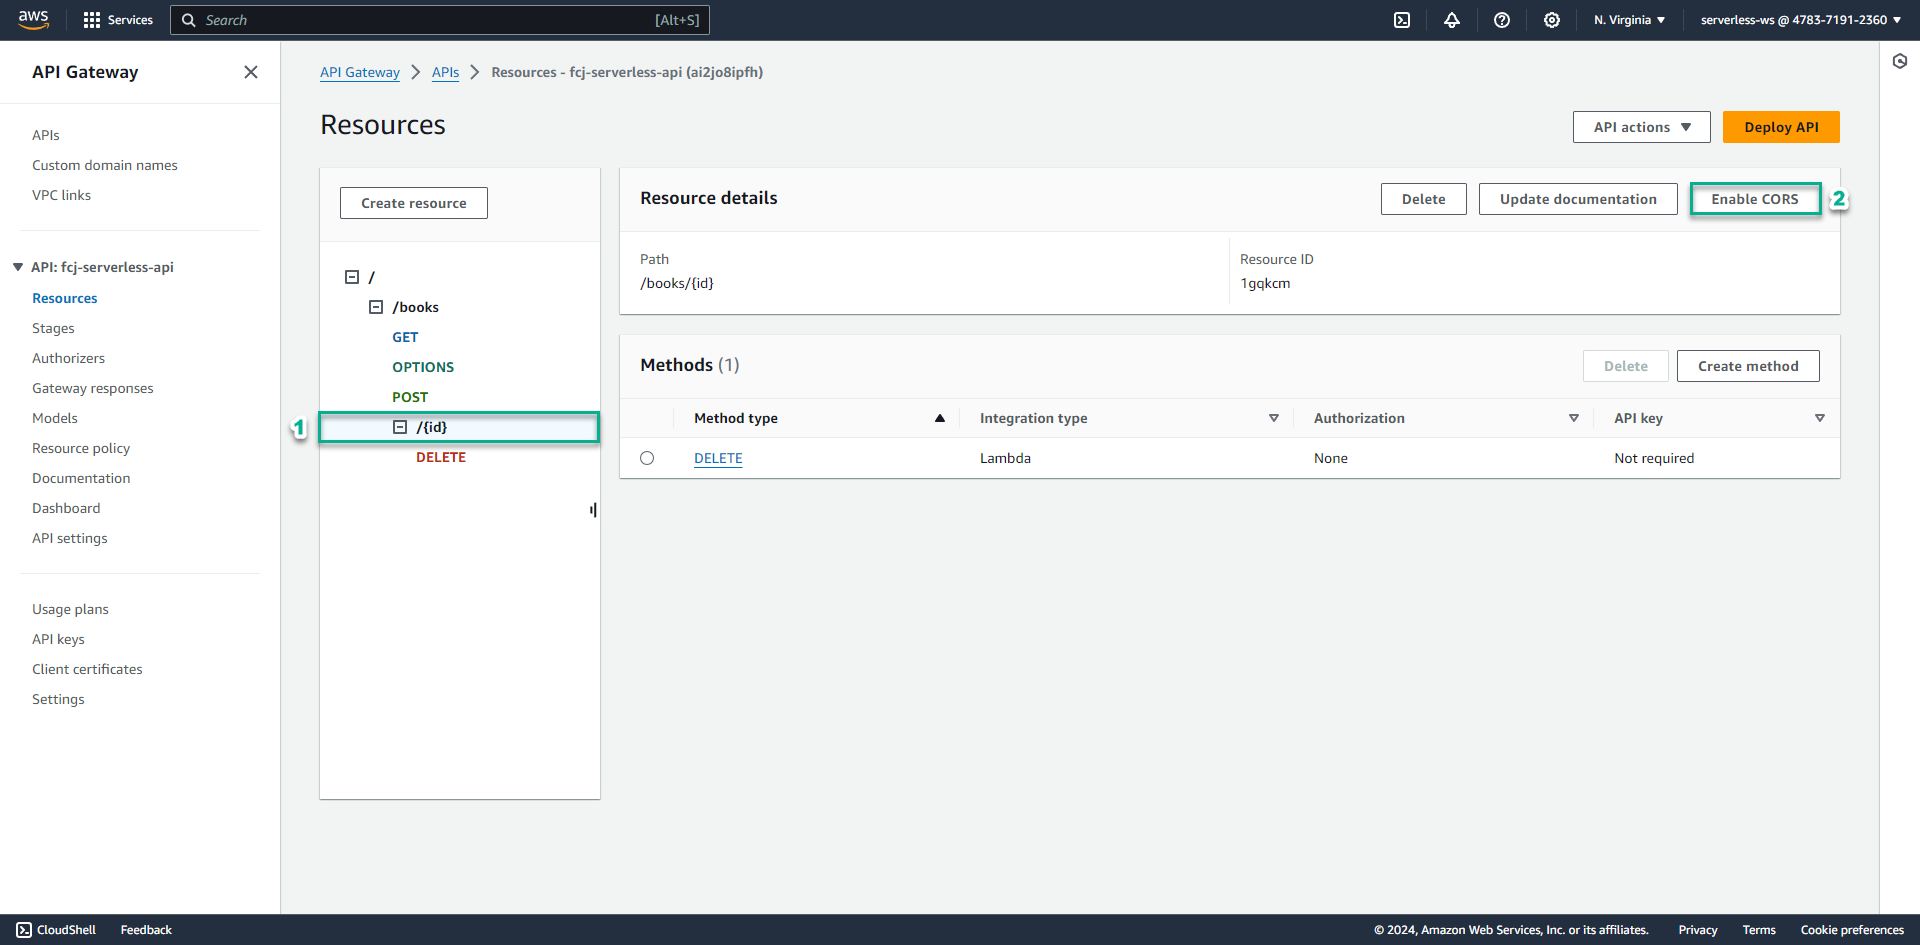 aws Services Search [Alt+S] N. Virginia ▼ serverless-ws @ 4783-7191-2360 ▼
API Gateway
APIs
Custom domain names
VPC links
API: fcj-serverless-api
Resources
Stages
Authorizers
Gateway responses
Models
Resource policy
Documentation
Dashboard
API settings
Usage plans
API keys
Client certificates
Settings
API Gateway > APIs > Resources - fcj-serverless-api (ai2jo8ipfh)
Resources
API actions ▼ Deploy API
Create resource
/
/books
GET
OPTIONS
POST
1 /{id}
DELETE
Resource details
Delete Update documentation Enable CORS 2
Path
/books/{id}
Resource ID
1gqkcm
Methods (1)
Delete Create method
Method type Integration type Authorization API key
DELETE Lambda None Not required
CloudShell Feedback © 2024, Amazon Web Services, Inc. or its affiliates. Privacy Terms Cookie preferences